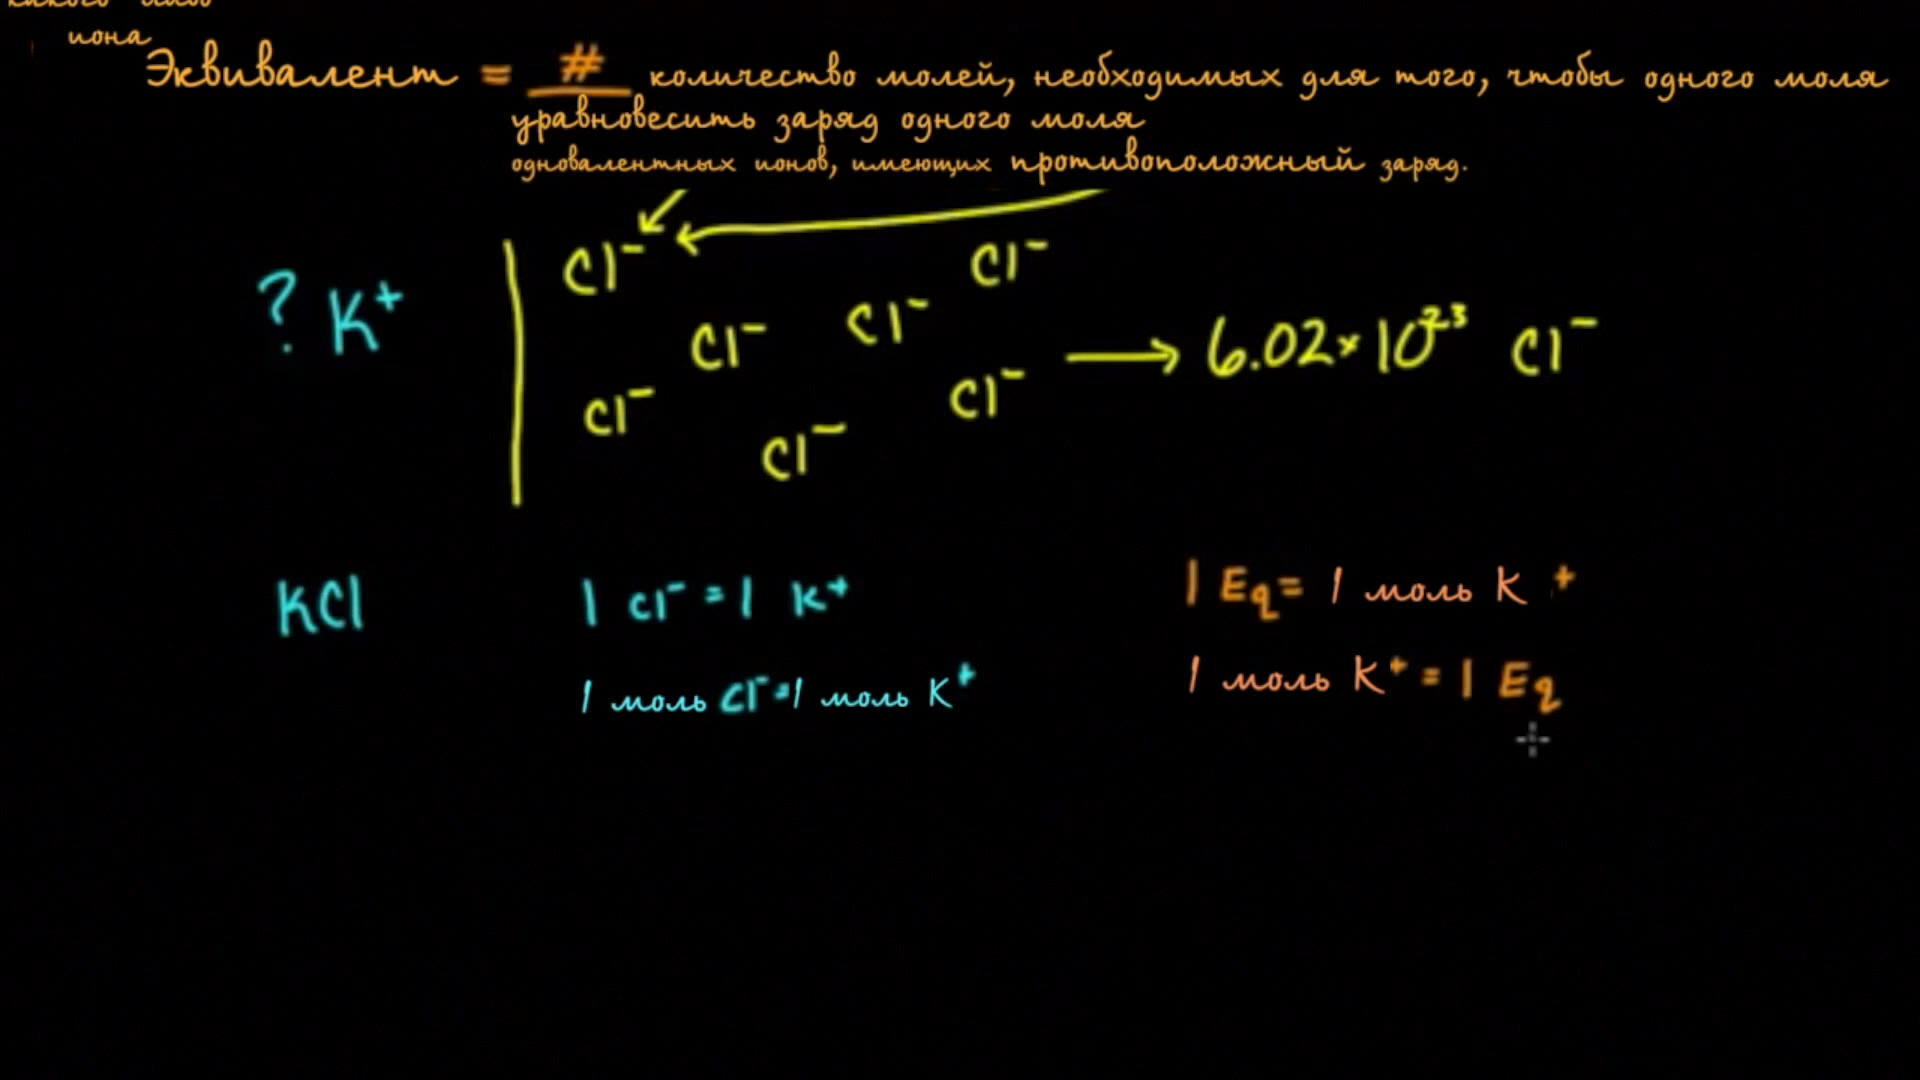 иона
Эквивалент = # количество молей, необходимых для того, чтобы одного моля
уравновесить заряд одного моля
одновалентных ионов, имеющих противоположный заряд.
Cl⁻ Cl⁻
? K⁺ Cl⁻ Cl⁻ → 6.02×10²³ Cl⁻
Cl⁻ Cl⁻
Cl⁻
KCl 1 Cl⁻ = 1 K⁺ 1 Eq = 1 моль K⁺
1 моль Cl⁻ = 1 моль K⁺ 1 моль K⁺ = 1 Eq